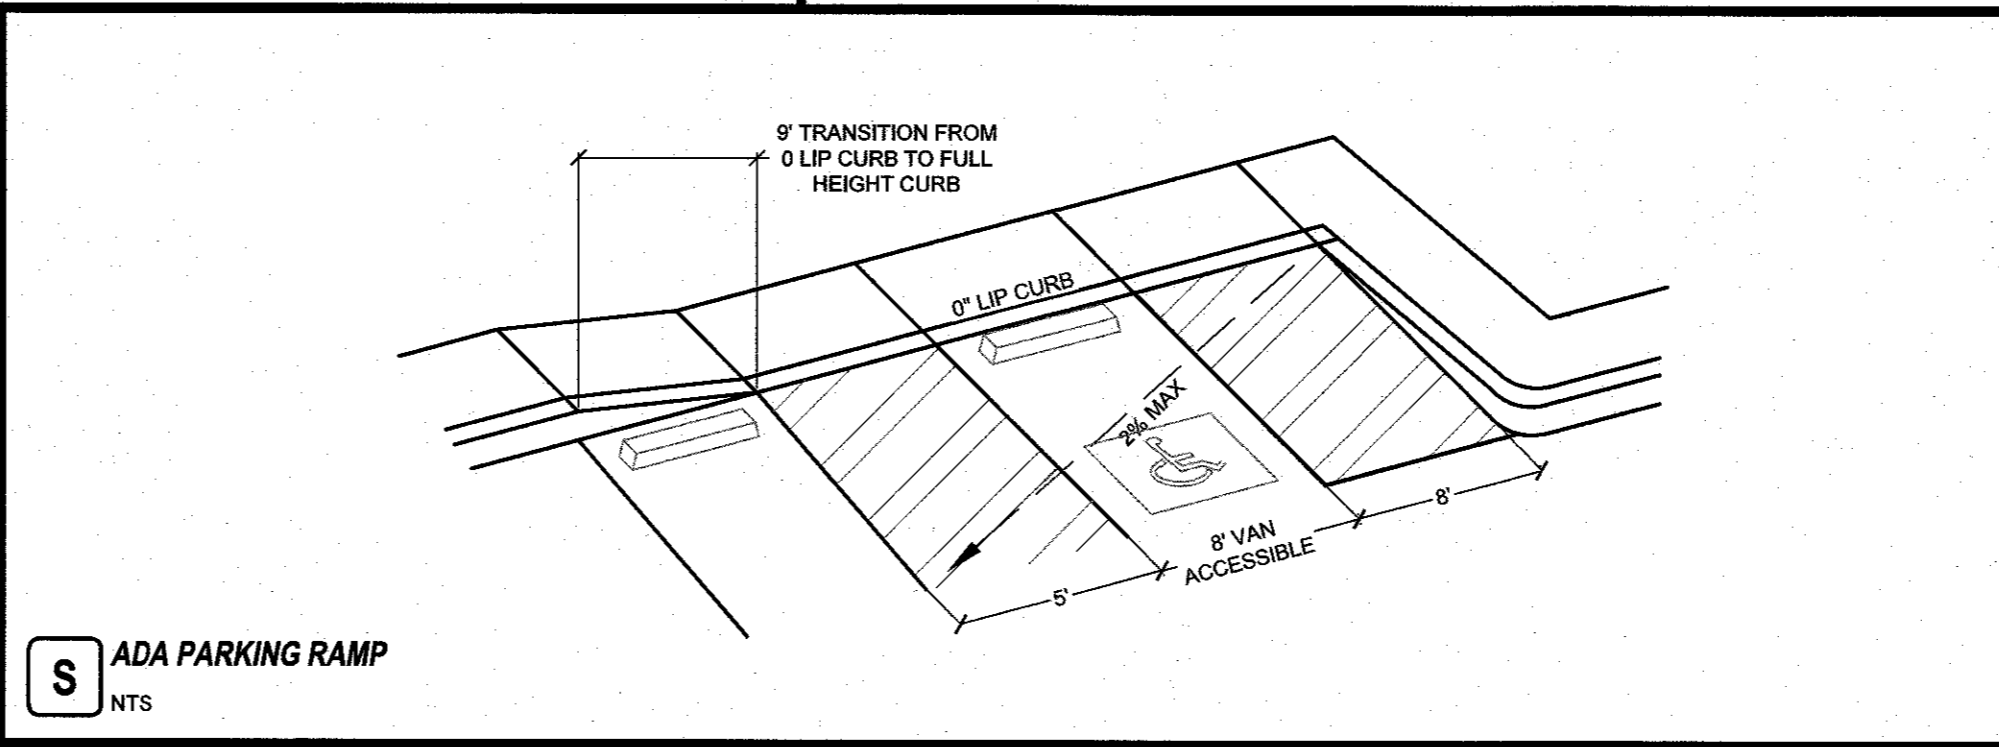 9' TRANSITION FROM
0 LIP CURB TO FULL
HEIGHT CURB
0" LIP CURB
2% MAX
8'
8' VAN
ACCESSIBLE
5'
S
ADA PARKING RAMP
NTS